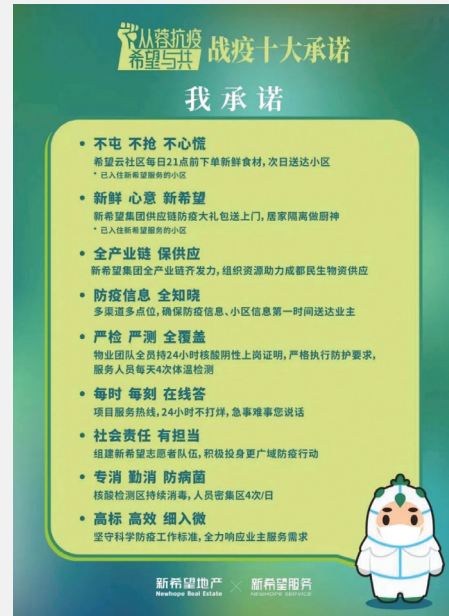 从蓉抗疫
希望与共
战疫十大承诺
我承诺
• 不屯 不抢 不心慌
希望云社区每日21点前下单新鲜食材,次日送达小区
* 已入住新希望服务的小区
• 新鲜 心意 新希望
新希望集团供应链防疫大礼包送上门,居家隔离做厨神
* 已入住新希望服务的小区
• 全产业链 保供应
新希望集团全产业链齐发力,组织资源助力成都民生物资供应
• 防疫信息 全知晓
多渠道多点位,确保防疫信息、小区信息第一时间送达业主
• 严检 严测 全覆盖
物业团队全员持24小时核酸阴性上岗证明,严格执行防护要求,
服务人员每天4次体温检测
• 每时 每刻 在线答
项目服务热线,24小时不打烊,急事难事您说话
• 社会责任 有担当
组建新希望志愿者队伍,积极投身更广域防疫行动
• 专消 勤消 防病菌
核酸检测区持续消毒,人员密集区4次/日
• 高标 高效 细入微
坚守科学防疫工作标准,全力响应业主服务需求
新希望地产 × 新希望服务
Newhope Real Estate NEWHOPE SERVICE